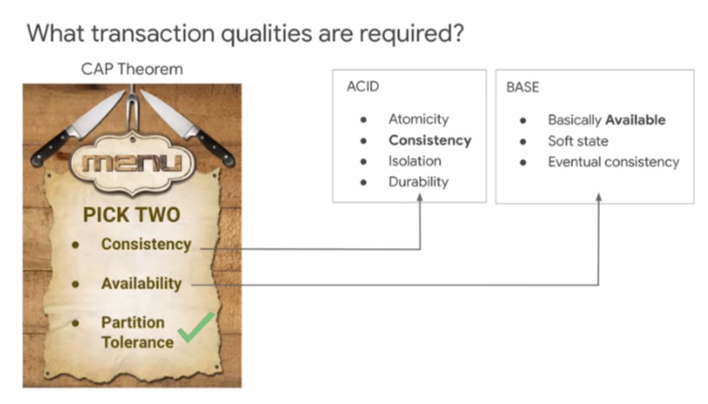 What transaction qualities are required?
CAP Theorem
menu
PICK TWO
• Consistency
• Availability
• Partition
Tolerance
ACID
• Atomicity
• Consistency
• Isolation
• Durability
BASE
• Basically Available
• Soft state
• Eventual consistency